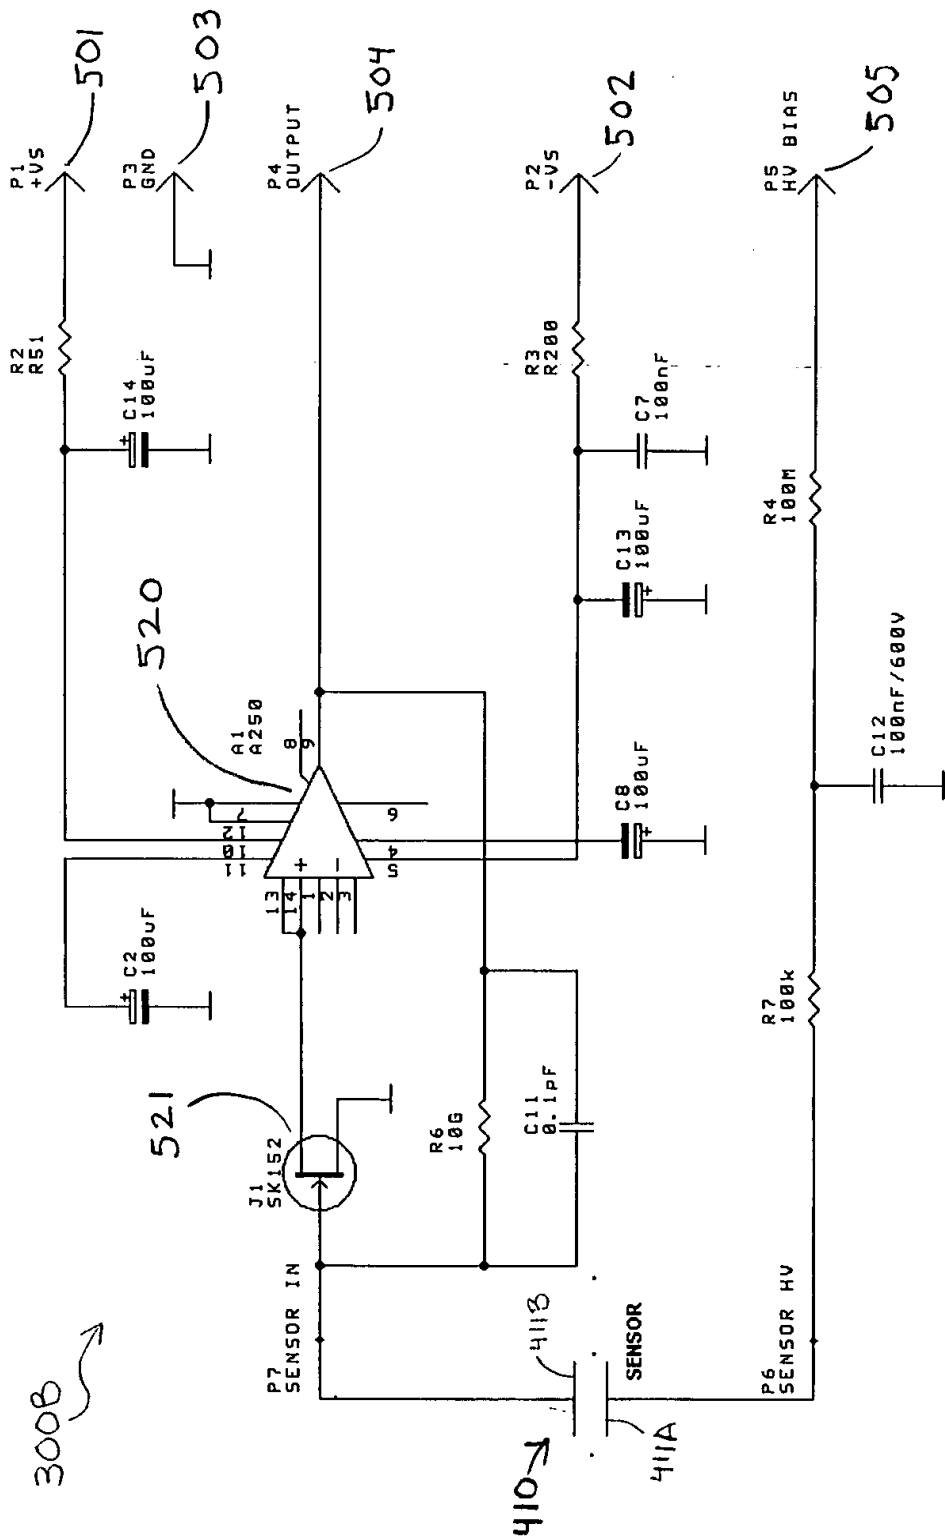 300B
501
503
504
502
505
P1
+VS
P3
GND
P4
OUTPUT
P2
-VS
P5
HV BIAS
R2
R51
C14
+
100uF
R3
R200
C7
100nF
C13
100uF
+
R4
100M
520
A1
A250
8
9
7
12
10
11
6
4
5
13
14
1
2
3
+
−
C8
100uF
+
C12
100nF/600V
C2
+
100uF
521
J1
SK152
R6
10G
C11
0.1pF
R7
100k
P7
SENSOR IN
411B
SENSOR
410
411A
P6
SENSOR HV